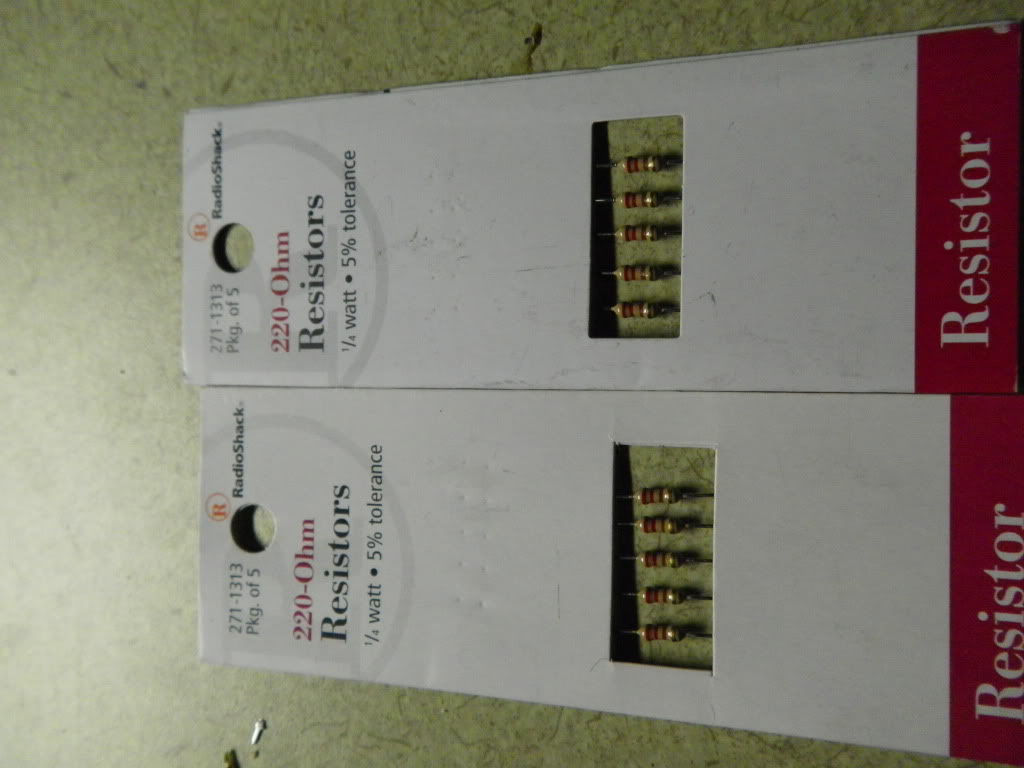 271-1313
Pkg. of 5
R RadioShack®
220-Ohm
Resistors
1/4 watt • 5% tolerance
Resistor
271-1313
Pkg. of 5
R RadioShack®
220-Ohm
Resistors
1/4 watt • 5% tolerance
Resistor